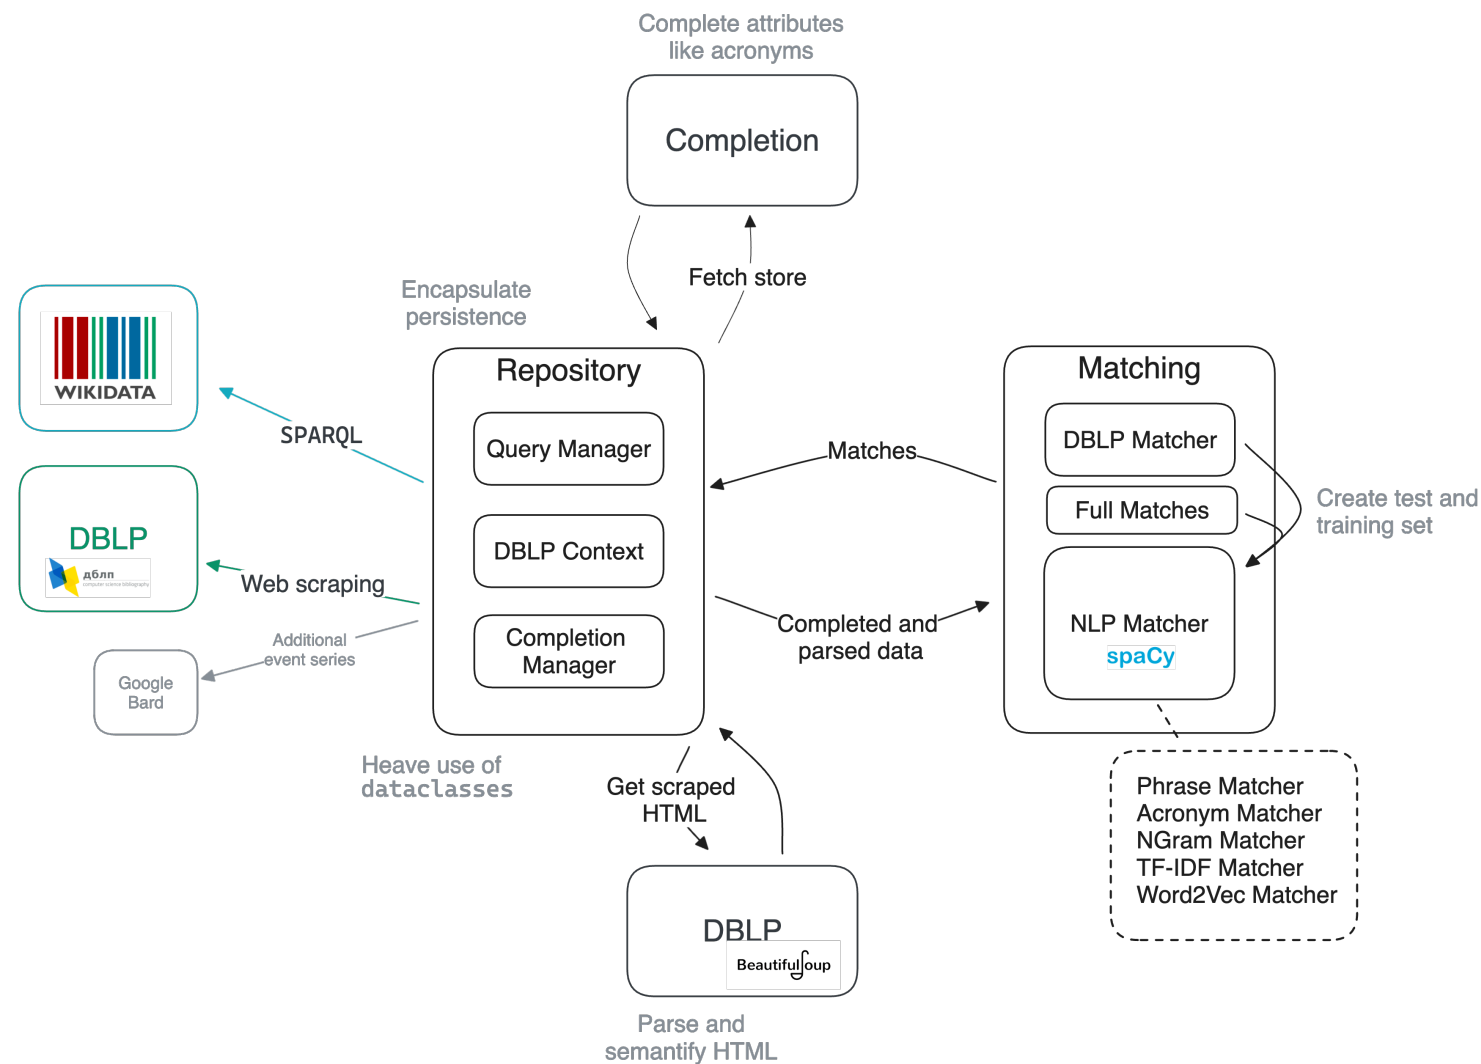 Complete attributes
like acronyms
Completion
Fetch store
Encapsulate
persistence
WIKIDATA
SPARQL
DBLP
дблп
computer science bibliography
Web scraping
Additional
event series
Google
Bard
Repository
Query Manager
DBLP Context
Completion
Manager
Heave use of
dataclasses
Matches
Completed and
parsed data
Matching
DBLP Matcher
Full Matches
NLP Matcher
spaCy
Create test and
training set
Phrase Matcher
Acronym Matcher
NGram Matcher
TF-IDF Matcher
Word2Vec Matcher
Get scraped
HTML
DBLP
BeautifulSoup
Parse and
semantify HTML